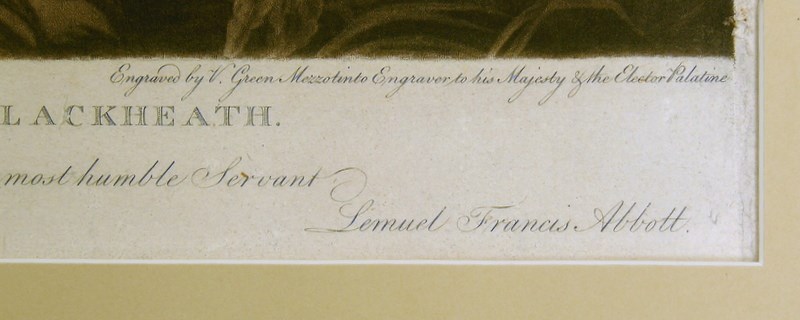 Engraved by V. Green Mezzotinto Engraver to his Majesty & the Elector Palatine
LACKHEATH.
most humble Servant
Lemuel Francis Abbott.